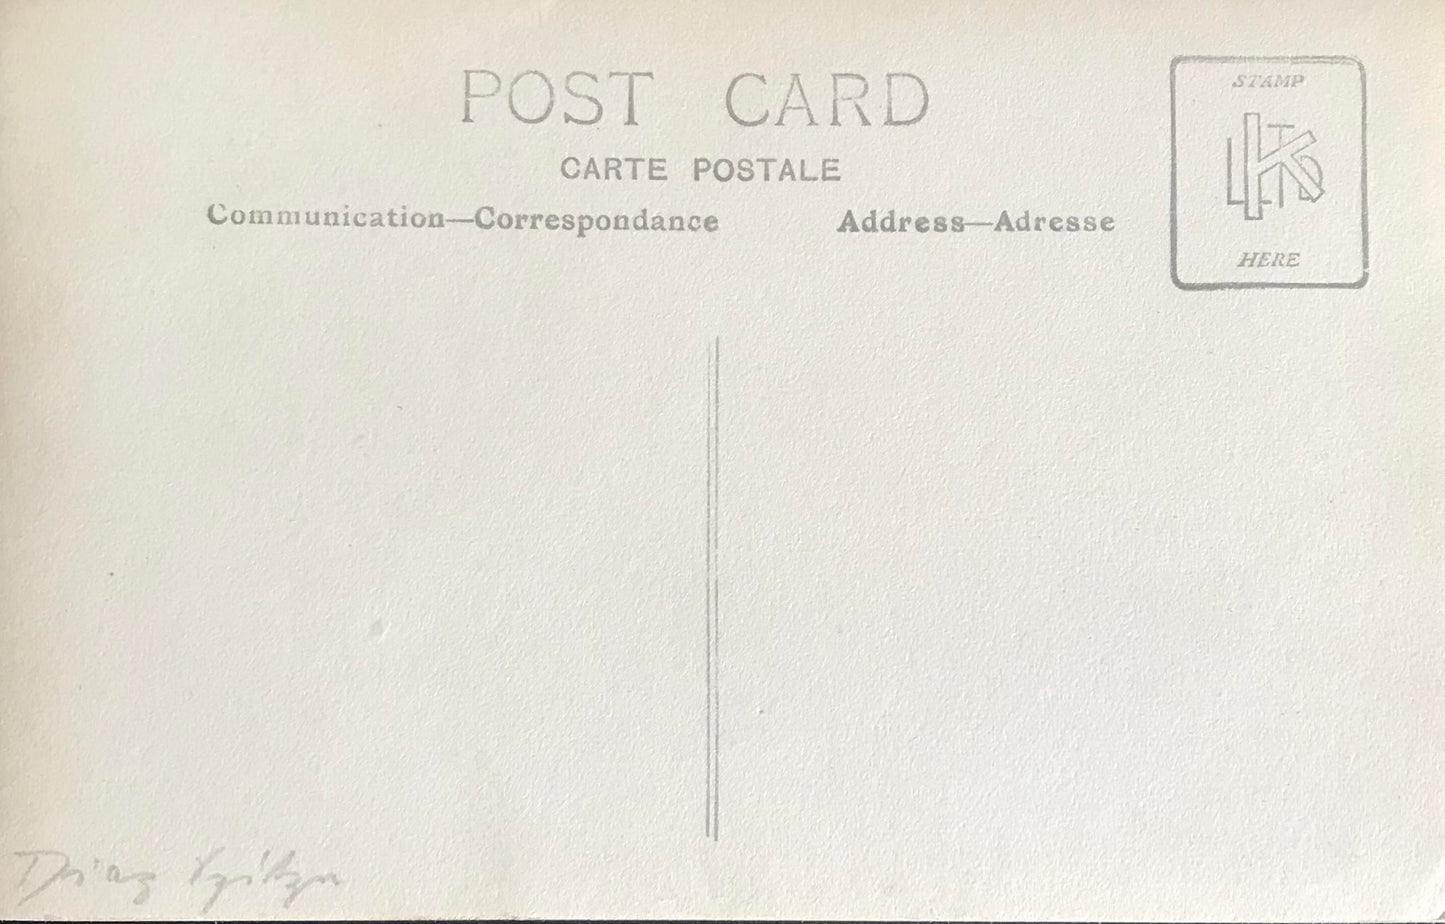 POST CARD
CARTE POSTALE
Communication—Correspondance
Address—Adresse
STAMP
HERE